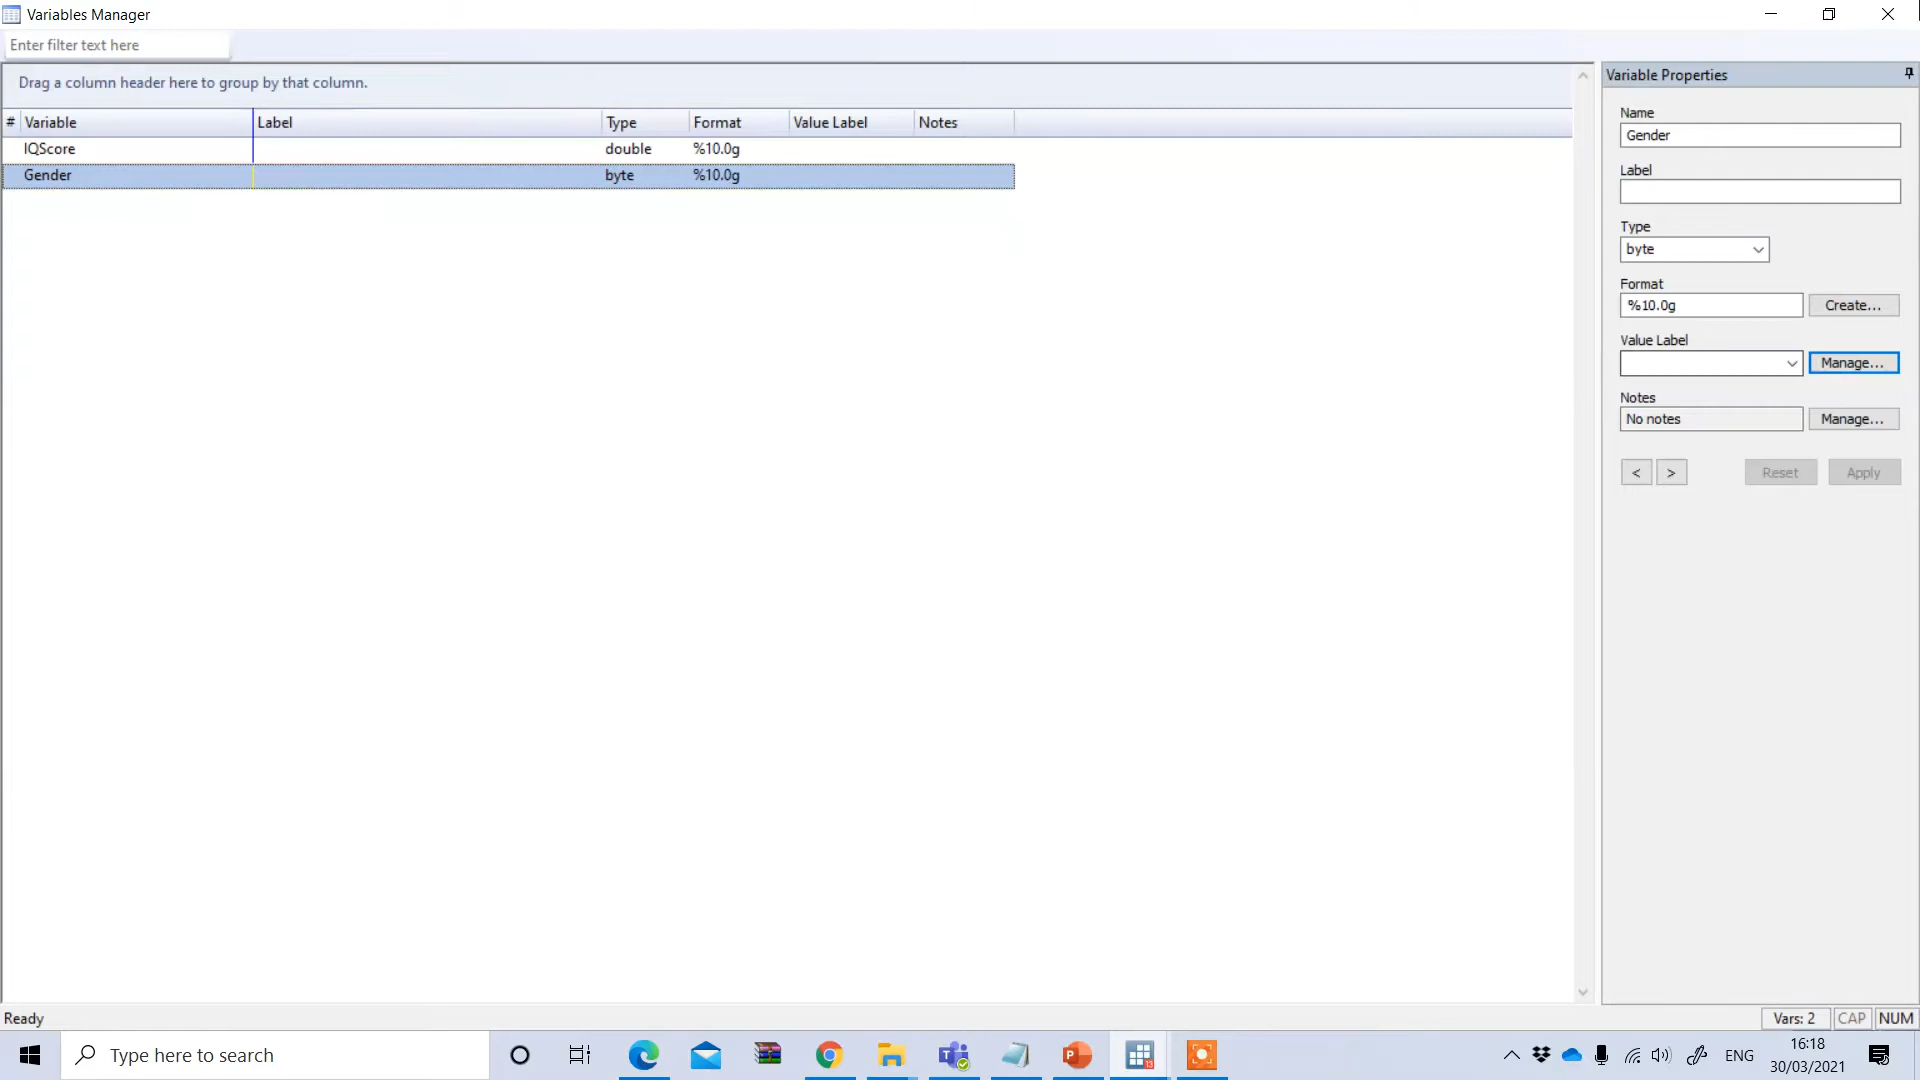 Variables Manager
Enter filter text here
Drag a column header here to group by that column.
# Variable Label Type Format Value Label Notes
IQScore double %10.0g
Gender byte %10.0g
Variable Properties
Name
Gender
Label
Type
byte
Format
%10.0g Create...
Value Label
Manage...
Notes
No notes Manage...
< > Reset Apply
Ready Vars: 2 CAP NUM
Type here to search
ENG
16:18
30/03/2021